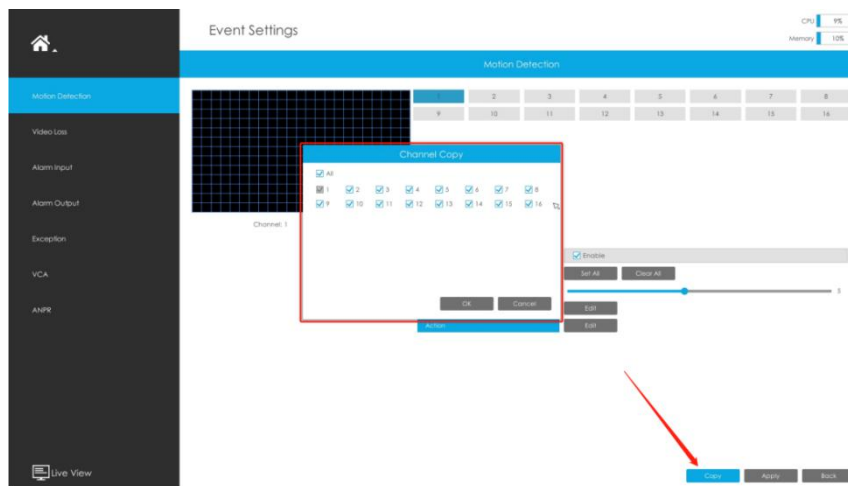 Event Settings
CPU 9%
Memory 10%
Motion Detection
Motion Detection
Video Loss
Alarm Input
Alarm Output
Exception
VCA
ANPR
Live View
1 2 3 4 5 6 7 8
9 10 11 12 13 14 15 16
Channel: 1
Channel Copy
All
1 2 3 4 5 6 7 8
9 10 11 12 13 14 15 16
OK Cancel
Enable
Set All Clear All
5
Edit
Action Edit
Copy Apply Back